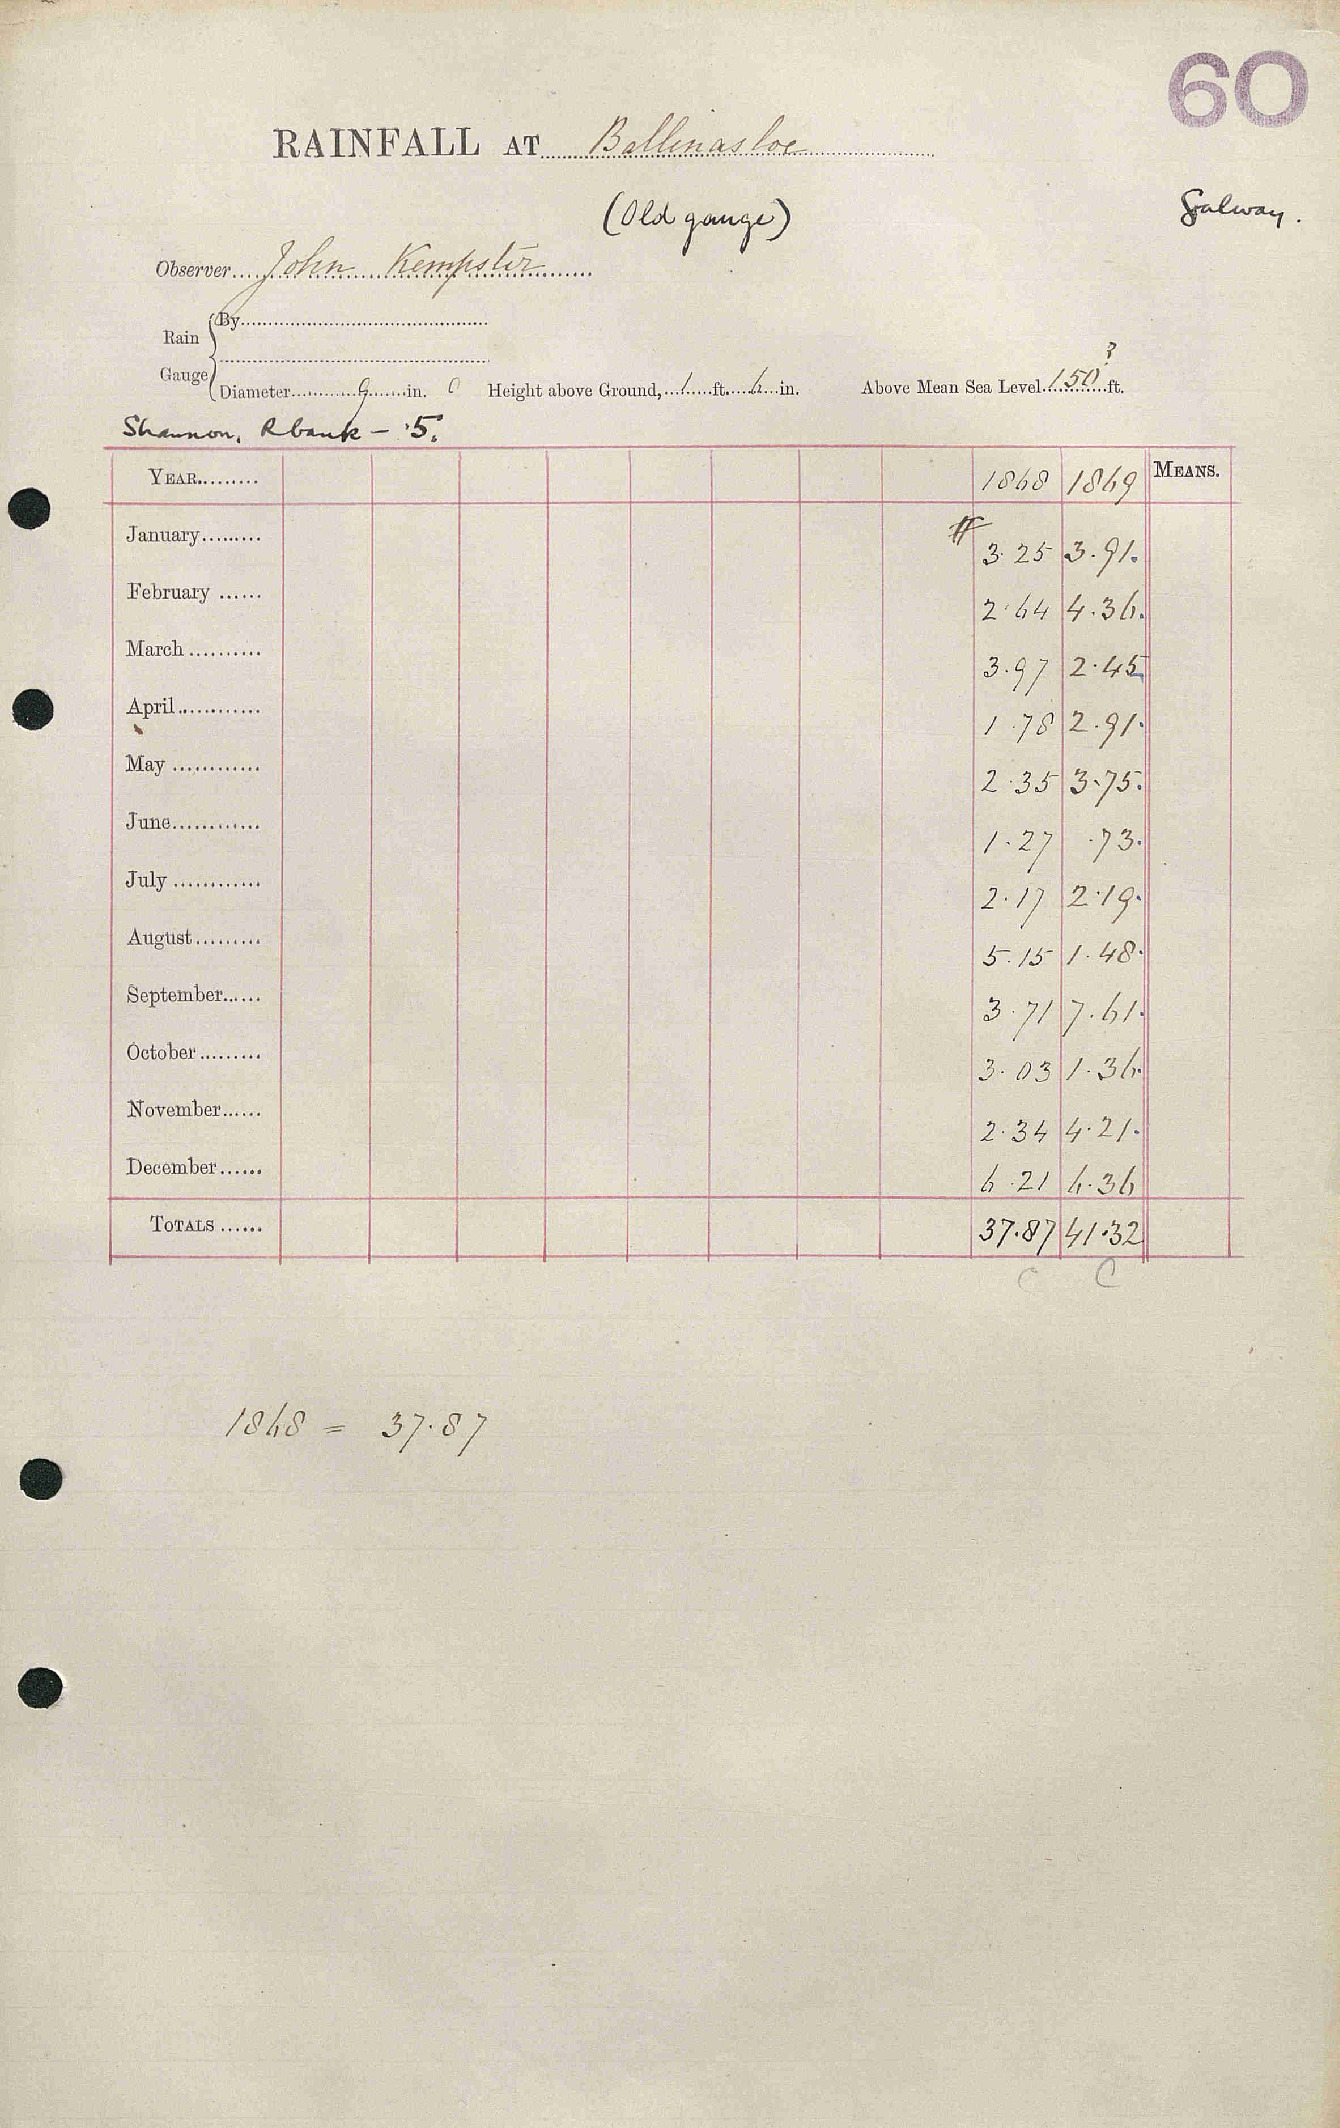 60
RAINFALL AT Ballinasloe
(Old gauge)
Galway.
Observer John Kempster
Rain Gauge
By
Diameter 9 in. 0 Height above Ground, 1 ft. 6 in. Above Mean Sea Level 150 ? ft.
Shannon, R bank - 5.
YEAR 1868 1869 MEANS.
January 3.25 3.91.
February 2.64 4.36.
March 3.97 2.45
April 1.78 2.91.
May 2.35 3.75.
June 1.27 .73.
July 2.17 2.19.
August 5.15 1.48.
September 3.71 7.61.
October 3.03 1.36.
November 2.34 4.21.
December 6.21 6.36
TOTALS 37.87 41.32
C C
1868 = 37.87